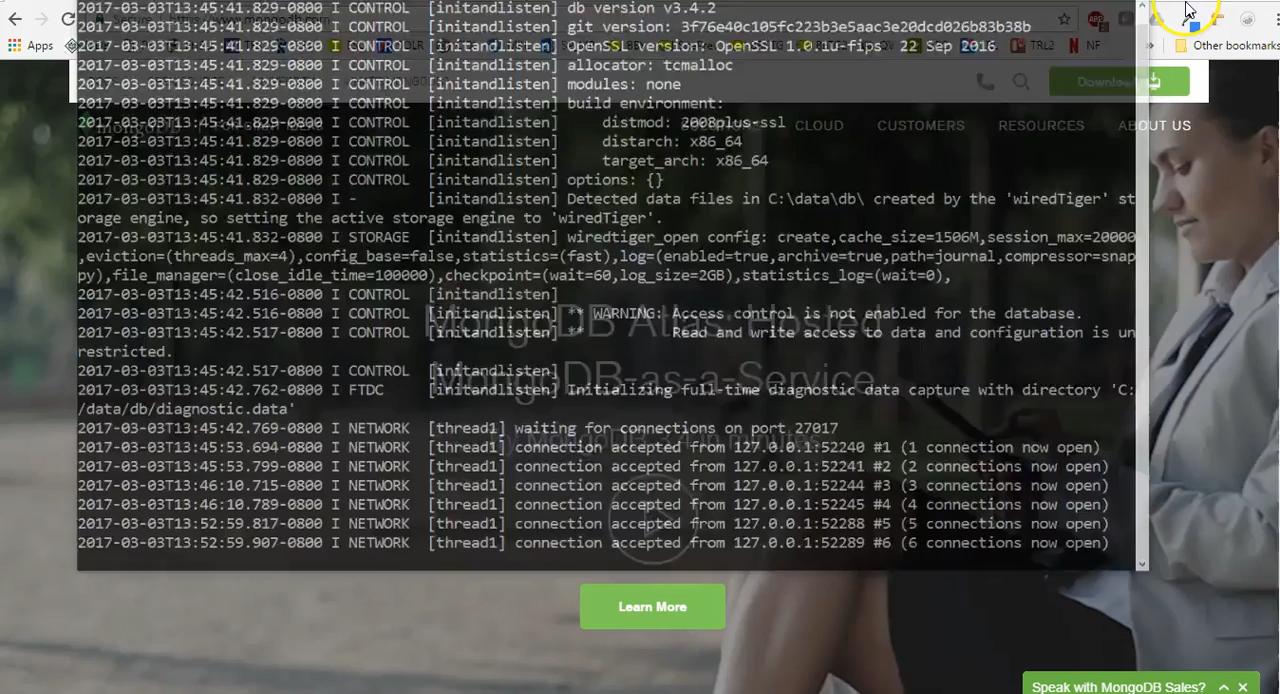 2017-03-03T13:45:41.829-0800 I CONTROL [initandlisten] db version v3.4.2
2017-03-03T13:45:41.829-0800 I CONTROL [initandlisten] git version: 3f76e40c105fc223b3e5aac3e20dcd026b83b38b
2017-03-03T13:45:41.829-0800 I CONTROL [initandlisten] OpenSSL version: OpenSSL 1.0.1u-fips 22 Sep 2016
Apps
TRL2
NF
Other bookmarks
2017-03-03T13:45:41.829-0800 I CONTROL [initandlisten] allocator: tcmalloc
2017-03-03T13:45:41.829-0800 I CONTROL [initandlisten] modules: none
Download
2017-03-03T13:45:41.829-0800 I CONTROL [initandlisten] build environment:
2017-03-03T13:45:41.829-0800 I CONTROL [initandlisten] distmod: 2008plus-ssl
mongoDB
CLOUD
CUSTOMERS
RESOURCES
ABOUT US
2017-03-03T13:45:41.829-0800 I CONTROL [initandlisten] distarch: x86_64
2017-03-03T13:45:41.829-0800 I CONTROL [initandlisten] target_arch: x86_64
2017-03-03T13:45:41.829-0800 I CONTROL [initandlisten] options: {}
2017-03-03T13:45:41.832-0800 I - [initandlisten] Detected data files in C:\data\db\ created by the 'wiredTiger' st
orage engine, so setting the active storage engine to 'wiredTiger'.
2017-03-03T13:45:41.832-0800 I STORAGE [initandlisten] wiredtiger_open config: create,cache_size=1506M,session_max=20000
,eviction=(threads_max=4),config_base=false,statistics=(fast),log=(enabled=true,archive=true,path=journal,compressor=snap
py),file_manager=(close_idle_time=100000),checkpoint=(wait=60,log_size=2GB),statistics_log=(wait=0),
2017-03-03T13:45:42.516-0800 I CONTROL [initandlisten]
2017-03-03T13:45:42.516-0800 I CONTROL [initandlisten] ** WARNING: Access control is not enabled for the database.
MongoDB Atlas: Hosted
2017-03-03T13:45:42.517-0800 I CONTROL [initandlisten] ** Read and write access to data and configuration is un
restricted.
2017-03-03T13:45:42.517-0800 I CONTROL [initandlisten]
MongoDB-as-a-Service
2017-03-03T13:45:42.762-0800 I FTDC [initandlisten] Initializing full-time diagnostic data capture with directory 'C:
/data/db/diagnostic.data'
2017-03-03T13:45:42.769-0800 I NETWORK [thread1] waiting for connections on port 27017
MongoDB 3.4 in minutes
2017-03-03T13:45:53.694-0800 I NETWORK [thread1] connection accepted from 127.0.0.1:52240 #1 (1 connection now open)
2017-03-03T13:45:53.799-0800 I NETWORK [thread1] connection accepted from 127.0.0.1:52241 #2 (2 connections now open)
2017-03-03T13:46:10.715-0800 I NETWORK [thread1] connection accepted from 127.0.0.1:52244 #3 (3 connections now open)
2017-03-03T13:46:10.789-0800 I NETWORK [thread1] connection accepted from 127.0.0.1:52245 #4 (4 connections now open)
2017-03-03T13:52:59.817-0800 I NETWORK [thread1] connection accepted from 127.0.0.1:52288 #5 (5 connections now open)
2017-03-03T13:52:59.907-0800 I NETWORK [thread1] connection accepted from 127.0.0.1:52289 #6 (6 connections now open)
Learn More
Speak with MongoDB Sales?